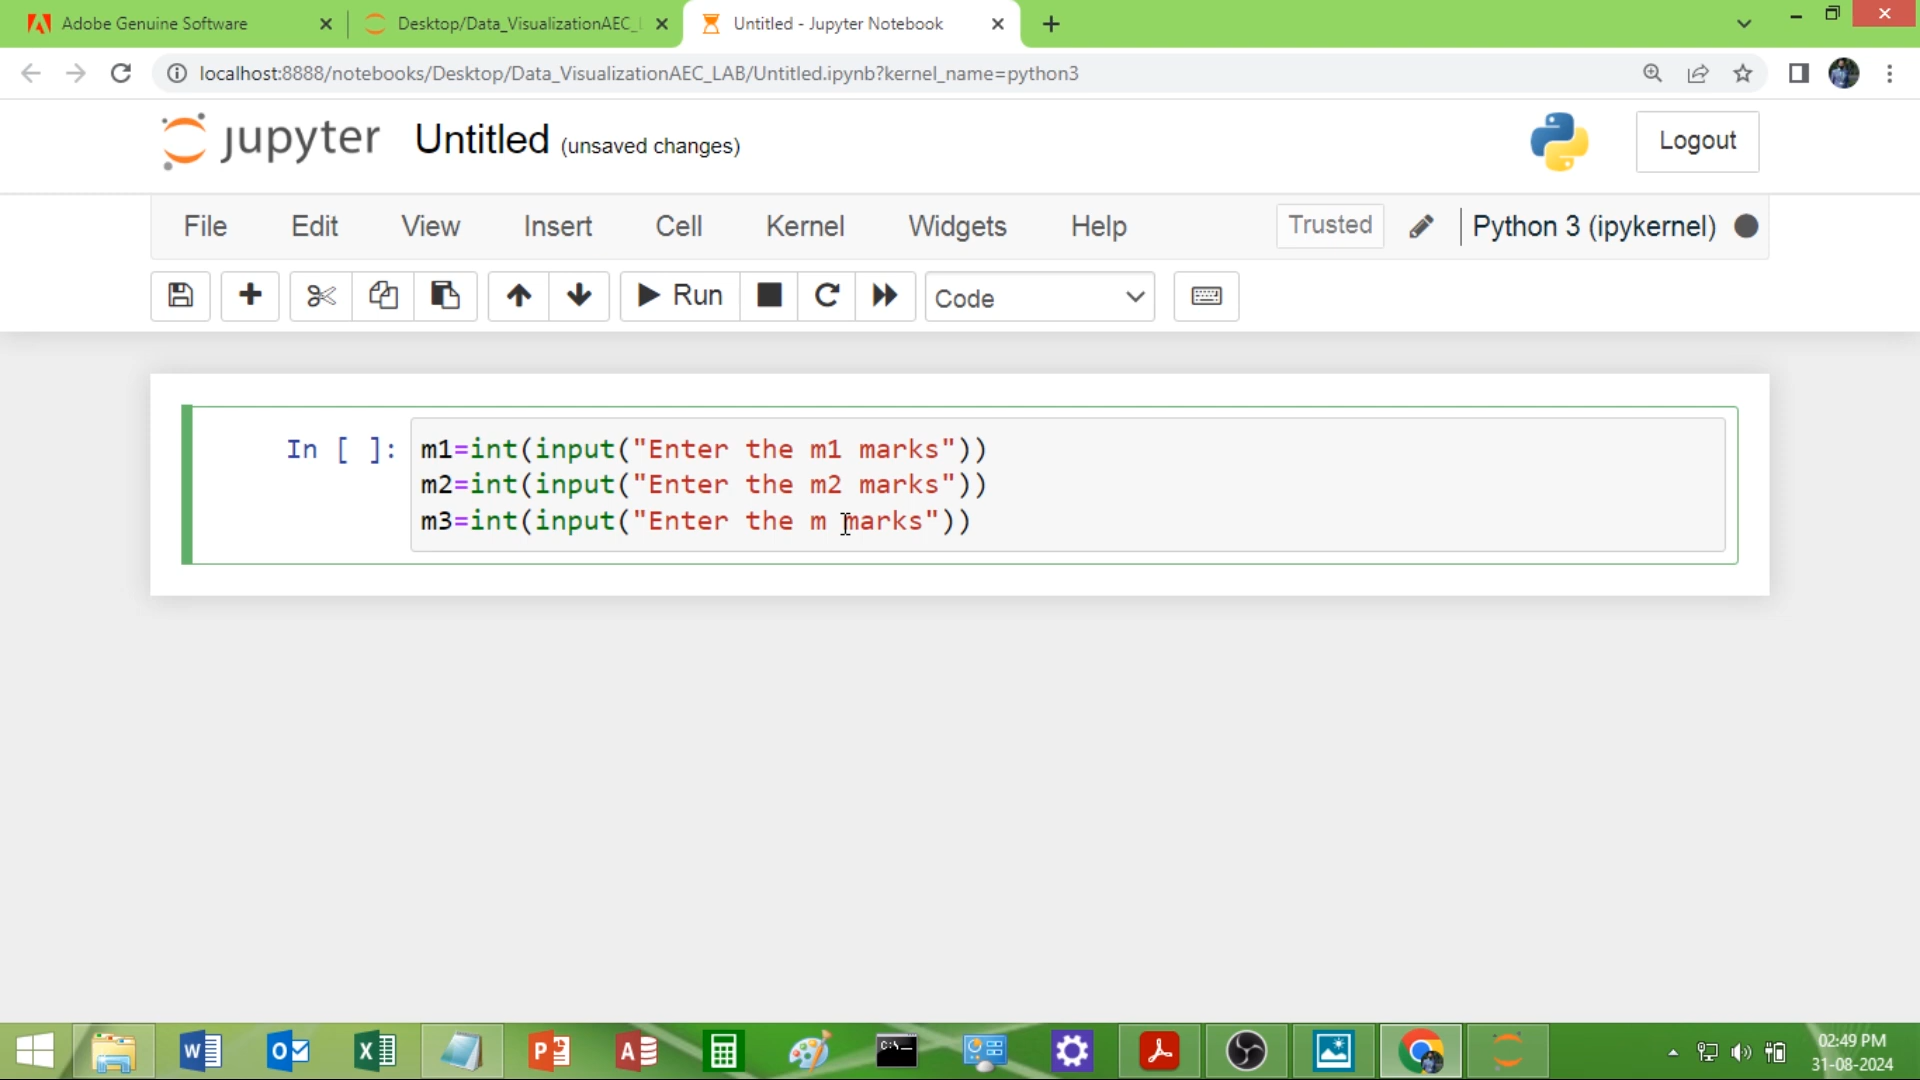 Adobe Genuine Software
Desktop/Data_VisualizationAEC_
Untitled - Jupyter Notebook
localhost:8888/notebooks/Desktop/Data_VisualizationAEC_LAB/Untitled.ipynb?kernel_name=python3
jupyter Untitled (unsaved changes)
Logout
File Edit View Insert Cell Kernel Widgets Help Trusted Python 3 (ipykernel)
Run Code
In [ ]: m1=int(input("Enter the m1 marks"))
m2=int(input("Enter the m2 marks"))
m3=int(input("Enter the m marks"))
02:49 PM
31-08-2024